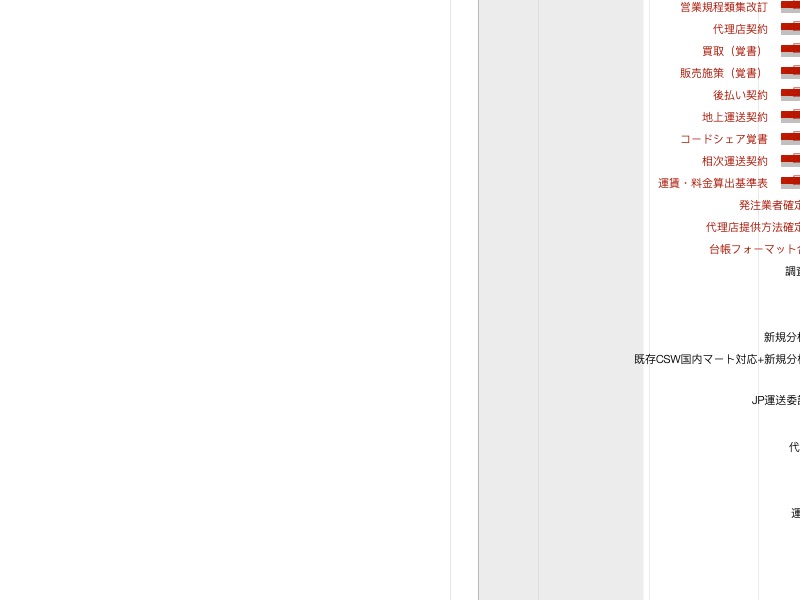 営業規程類集改訂
代理店契約
買取（覚書）
販売施策（覚書）
後払い契約
地上運送契約
コードシェア覚書
相次運送契約
運賃・料金算出基準表
発注業者確定
代理店提供方法確定
台帳フォーマット
調査
新規分析
既存CSW国内マート対応+新規分析
JP運送委託
代
運